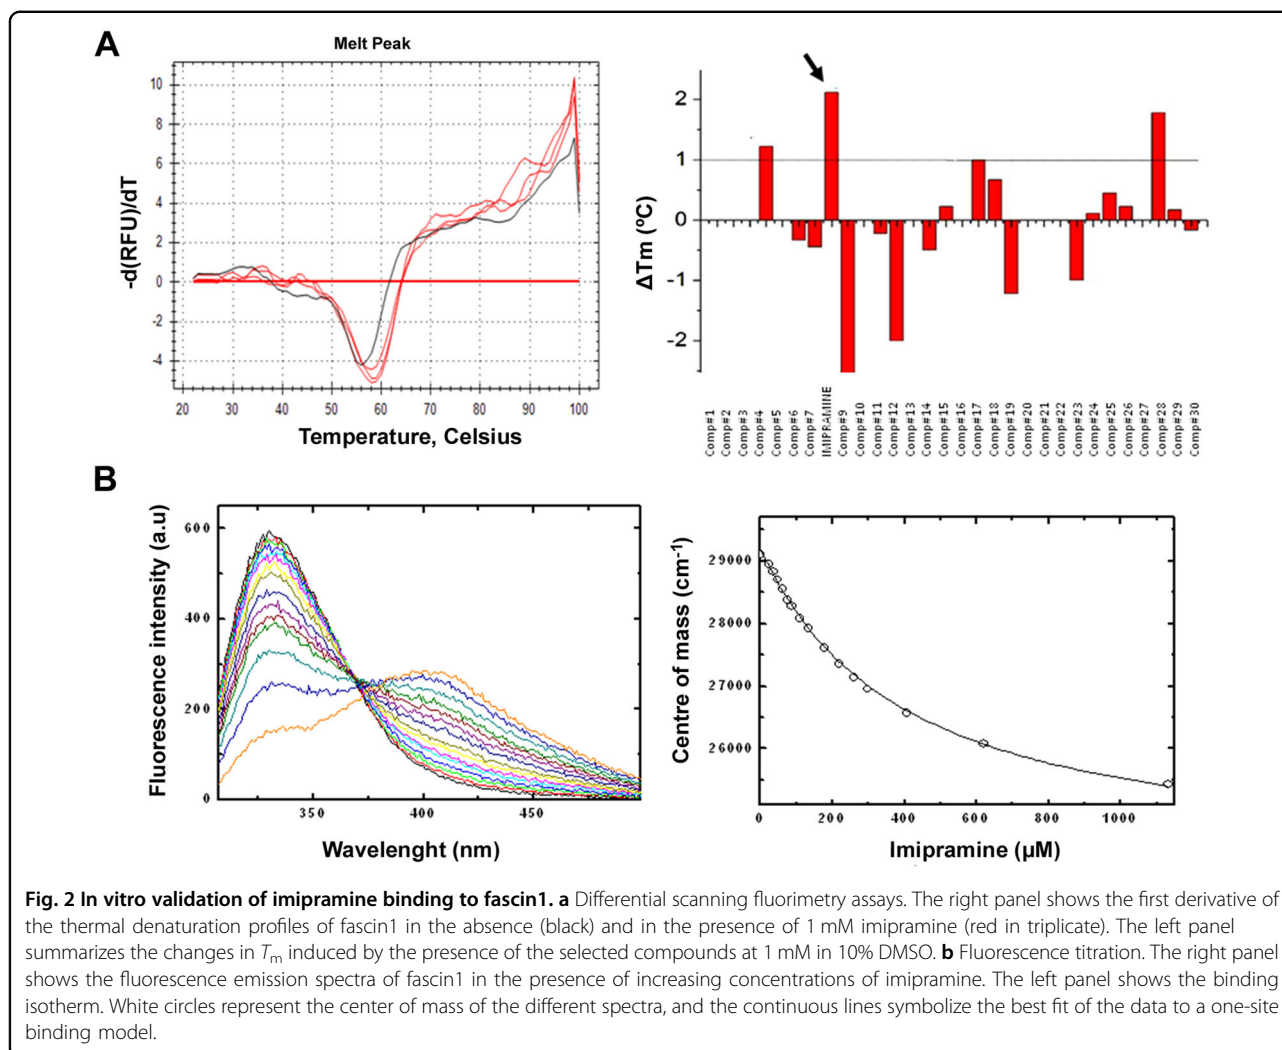 A
Melt Peak
-d(RFU)/dT
10
8
6
4
2
0
-2
-4
20 30 40 50 60 70 80 90 100
Temperature, Celsius
ΔTm (ºC)
2
1
0
-1
-2
Comp#1
Comp#2
Comp#3
Comp#4
Comp#5
Comp#6
Comp#7
IMIPRAMINE
Comp#9
Comp#10
Comp#11
Comp#12
Comp#13
Comp#14
Comp#15
Comp#16
Comp#17
Comp#18
Comp#19
Comp#20
Comp#21
Comp#22
Comp#23
Comp#24
Comp#25
Comp#26
Comp#27
Comp#28
Comp#29
Comp#30
B
Fluorescence intensity (a.u)
600
400
200
0
350 400 450
Wavelenght (nm)
Centre of mass (cm-1)
29000
28000
27000
26000
0 200 400 600 800 1000
Imipramine (µM)
Fig. 2 In vitro validation of imipramine binding to fascin1. a Differential scanning fluorimetry assays. The right panel shows the first derivative of
the thermal denaturation profiles of fascin1 in the absence (black) and in the presence of 1 mM imipramine (red in triplicate). The left panel
summarizes the changes in Tm induced by the presence of the selected compounds at 1 mM in 10% DMSO. b Fluorescence titration. The right panel
shows the fluorescence emission spectra of fascin1 in the presence of increasing concentrations of imipramine. The left panel shows the binding
isotherm. White circles represent the center of mass of the different spectra, and the continuous lines symbolize the best fit of the data to a one-site
binding model.